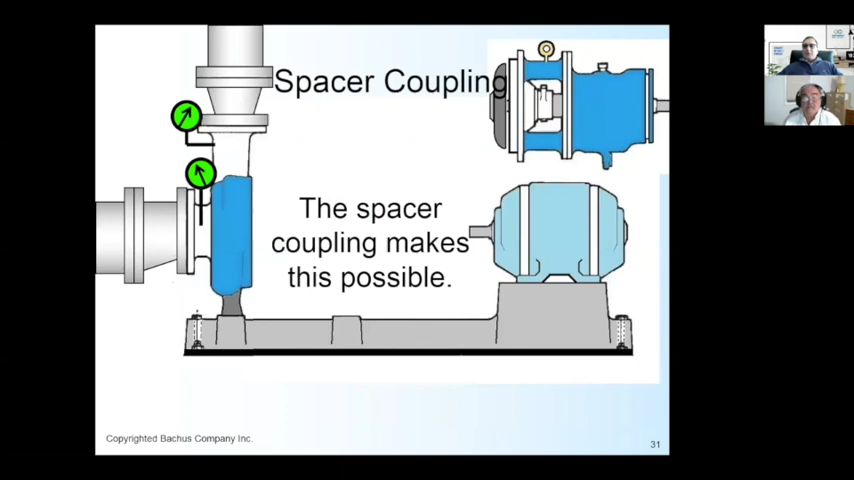 Spacer Coupling
The spacer
coupling makes
this possible.
Copyrighted Bachus Company Inc.
31